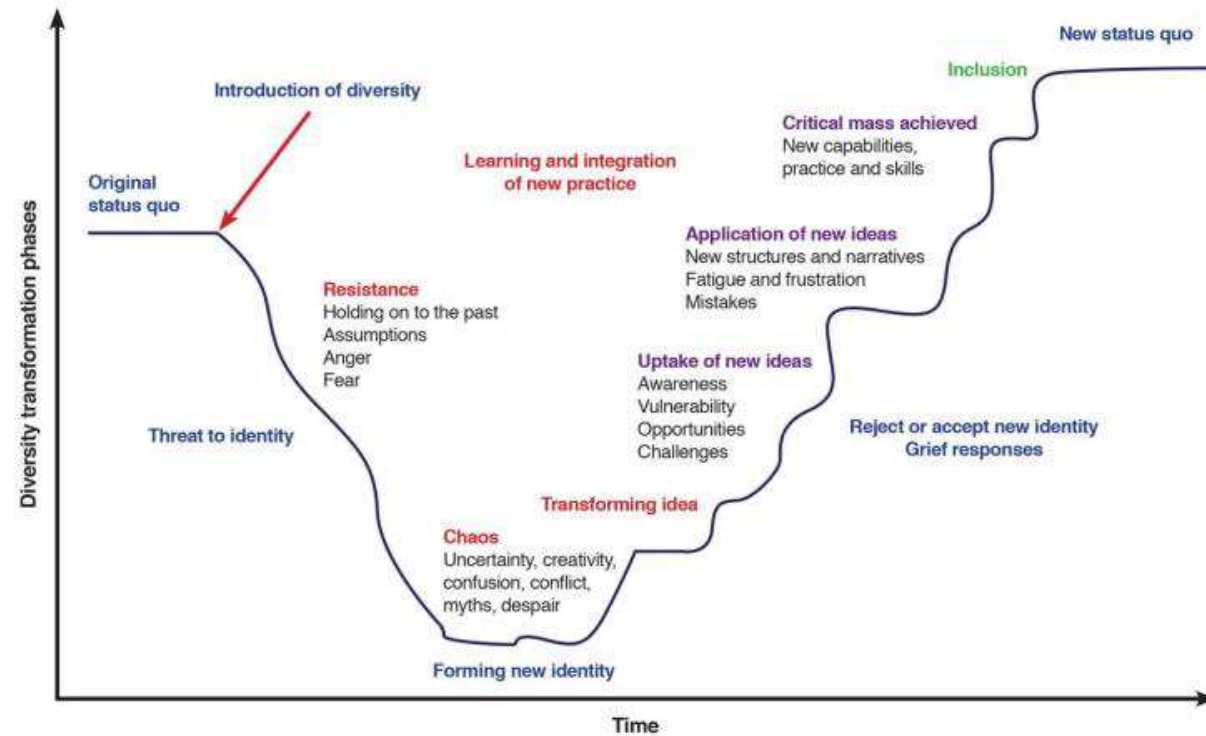 New status quo
Inclusion
Introduction of diversity
Critical mass achieved
New capabilities,
practice and skills
Learning and integration
of new practice
Original
status quo
Application of new ideas
New structures and narratives
Fatigue and frustration
Mistakes
Resistance
Holding on to the past
Assumptions
Anger
Fear
Uptake of new ideas
Awareness
Vulnerability
Opportunities
Challenges
Threat to identity
Reject or accept new identity
Grief responses
Transforming idea
Chaos
Uncertainty, creativity,
confusion, conflict,
myths, despair
Forming new identity
Diversity transformation phases
Time